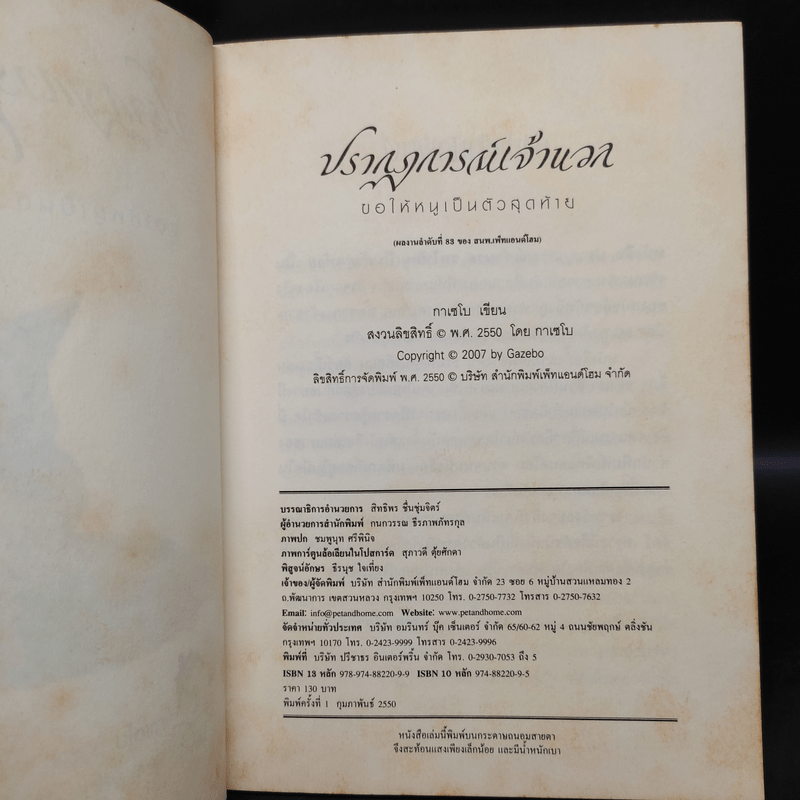 ปรากฏการณ์เจ้านวก
ขอให้หนูเป็นตัวสุดท้าย
(ผลงานลำดับที่ 83 ของ สนพ.เพ็ทแอนด์โฮม)
กาเซโบ เขียน
สงวนลิขสิทธิ์ © พ.ศ. 2550 โดย กาเซโบ
Copyright © 2007 by Gazebo
ลิขสิทธิ์การจัดพิมพ์ พ.ศ. 2550 © บริษัท สำนักพิมพ์เพ็ทแอนด์โฮม จำกัด
บรรณาธิการอำนวยการ สิทธิพร ชื่นชุ่มจิตร์
ผู้อำนวยการสำนักพิมพ์ กนกวรรณ ธีรภาพภัทรกุล
ภาพปก ชมพูนุท ศรีพินิจ
ภาพการ์ตูนล้อเลียนในโปสการ์ด สุภาวดี ตุ้ยศักดา
พิสูจน์อักษร ธีรนุช ใจเที่ยง
เจ้าของ/ผู้จัดพิมพ์ บริษัท สำนักพิมพ์เพ็ทแอนด์โฮม จำกัด 23 ซอย 6 หมู่บ้านสวนแหลมทอง 2
ถ.พัฒนาการ เขตสวนหลวง กรุงเทพฯ 10250 โทร. 0-2750-7732 โทรสาร 0-2750-7632
Email: info@petandhome.com Website: www.petandhome.com
จัดจำหน่ายทั่วประเทศ บริษัท อมรินทร์ บุ๊ค เซ็นเตอร์ จำกัด 65/60-62 หมู่ 4 ถนนชัยพฤกษ์ ตลิ่งชัน
กรุงเทพฯ 10170 โทร. 0-2423-9999 โทรสาร 0-2423-9996
พิมพ์ที่ บริษัท ปรีชาธร อินเตอร์พริ้น จำกัด โทร. 0-2930-7053 ถึง 5
ISBN 13 หลัก 978-974-88220-9-9 ISBN 10 หลัก 974-88220-9-5
ราคา 130 บาท
พิมพ์ครั้งที่ 1 กุมภาพันธ์ 2550
หนังสือเล่มนี้พิมพ์บนกระดาษถนอมสายตา
จึงสะท้อนแสงเพียงเล็กน้อย และมีน้ำหนักเบา